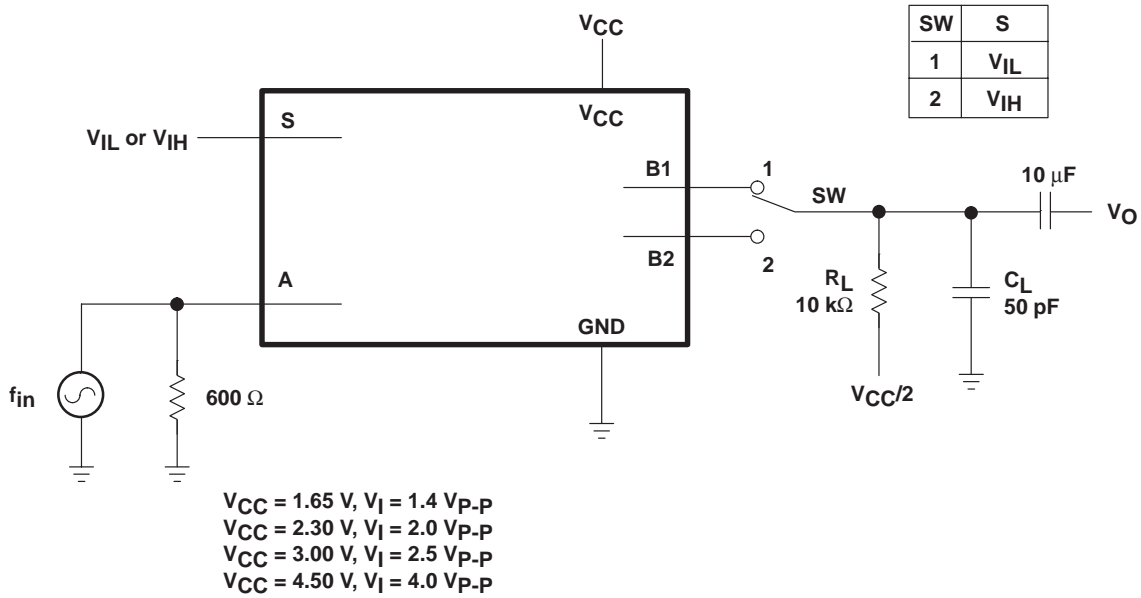 VCC
SW S
1 VIL
2 VIH
VCC
S
VIL or VIH
B1
1
SW
10 μF
VO
B2
2
A
RL
10 kΩ
CL
50 pF
GND
fin
600 Ω
VCC/2
VCC = 1.65 V, VI = 1.4 VP-P
VCC = 2.30 V, VI = 2.0 VP-P
VCC = 3.00 V, VI = 2.5 VP-P
VCC = 4.50 V, VI = 4.0 VP-P